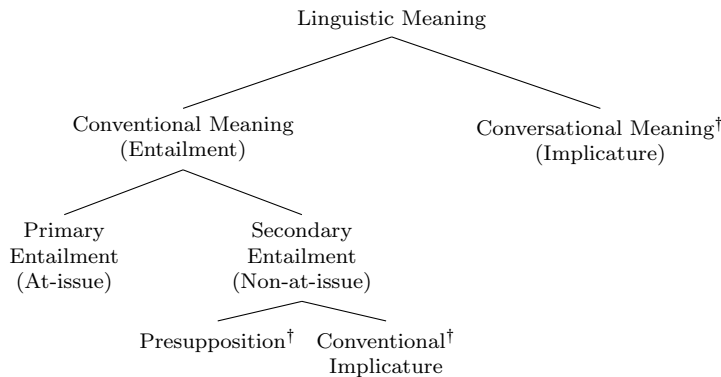 Linguistic Meaning
Conventional Meaning
(Entailment)
Conversational Meaning†
(Implicature)
Primary
Entailment
(At-issue)
Secondary
Entailment
(Non-at-issue)
Presupposition†
Conventional†
Implicature